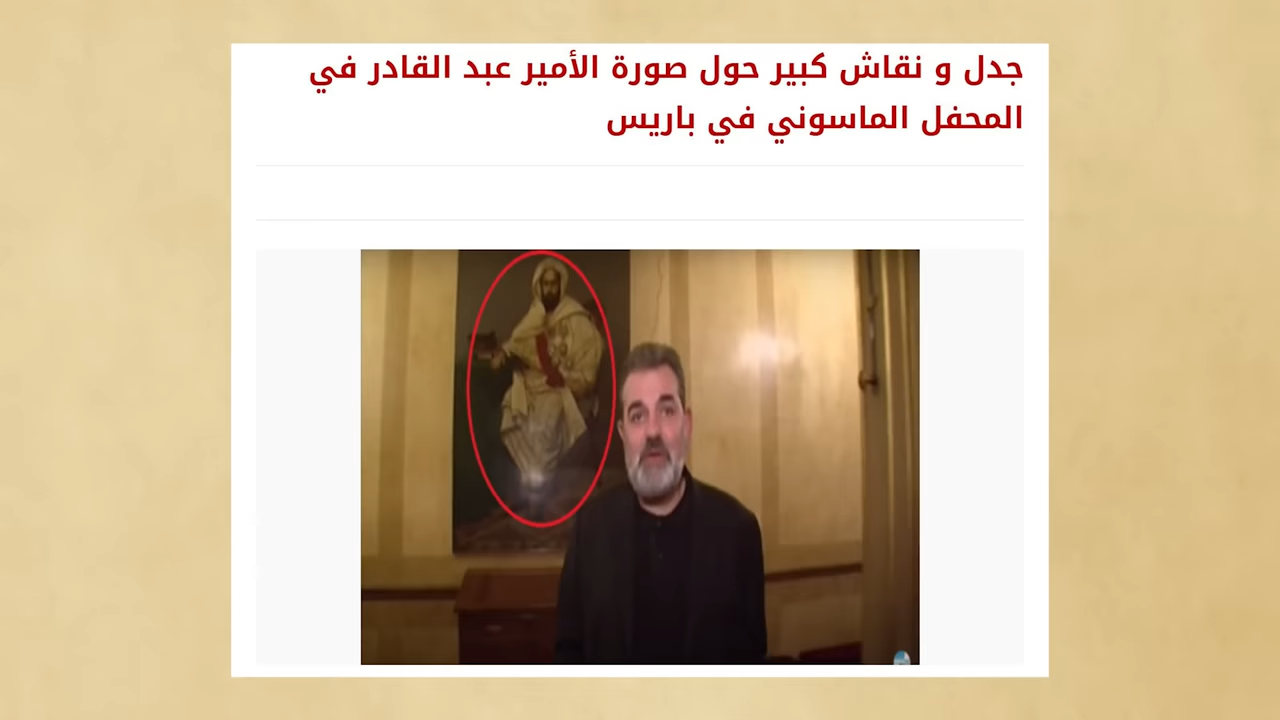 جدل و نقاش كبير حول صورة الأمير عبد القادر في
المحفل الماسوني في باريس